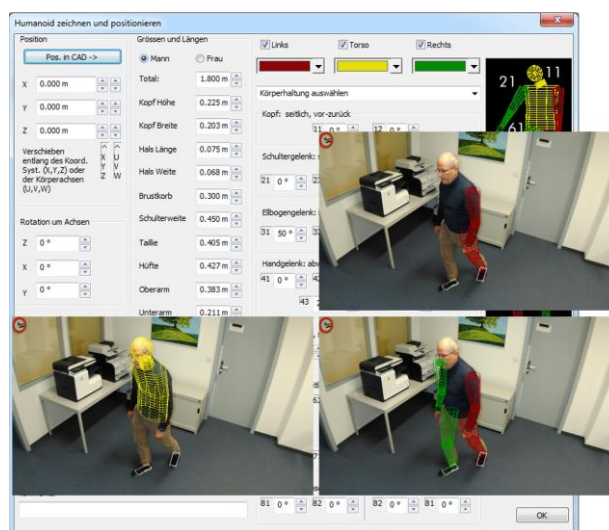 Humanoid zeichnen und positionieren
Position
Pos. in CAD ->
X 0.000 m
Y 0.000 m
Z 0.000 m
Verschieben
entlang des Koord.
Syst. (X,Y,Z) oder
der Körperachsen
(U,V,W)
X U
Y V
Z W
Rotation um Achsen
Z 0 °
X 0 °
Y 0 °
Grössen und Längen
Mann Frau
Total: 1.800 m
Kopf Höhe 0.225 m
Kopf Breite 0.203 m
Hals Länge 0.075 m
Hals Weite 0.068 m
Brustkorb 0.300 m
Schulterweite 0.450 m
Taillie 0.405 m
Hüfte 0.427 m
Oberarm 0.383 m
Unterarm 0.211 m
Links Torso Rechts
Körperhaltung auswählen
Kopf: seitlich, vor-zurück
11 0 ° 12 0 °
Schultergelenk:
21 0 °
Ellbogengelenk:
31 50 °
Handgelenk:
41 0 °
43
21 11
61
81 0 ° 82 0 ° 82 0 ° 81 0 °
OK